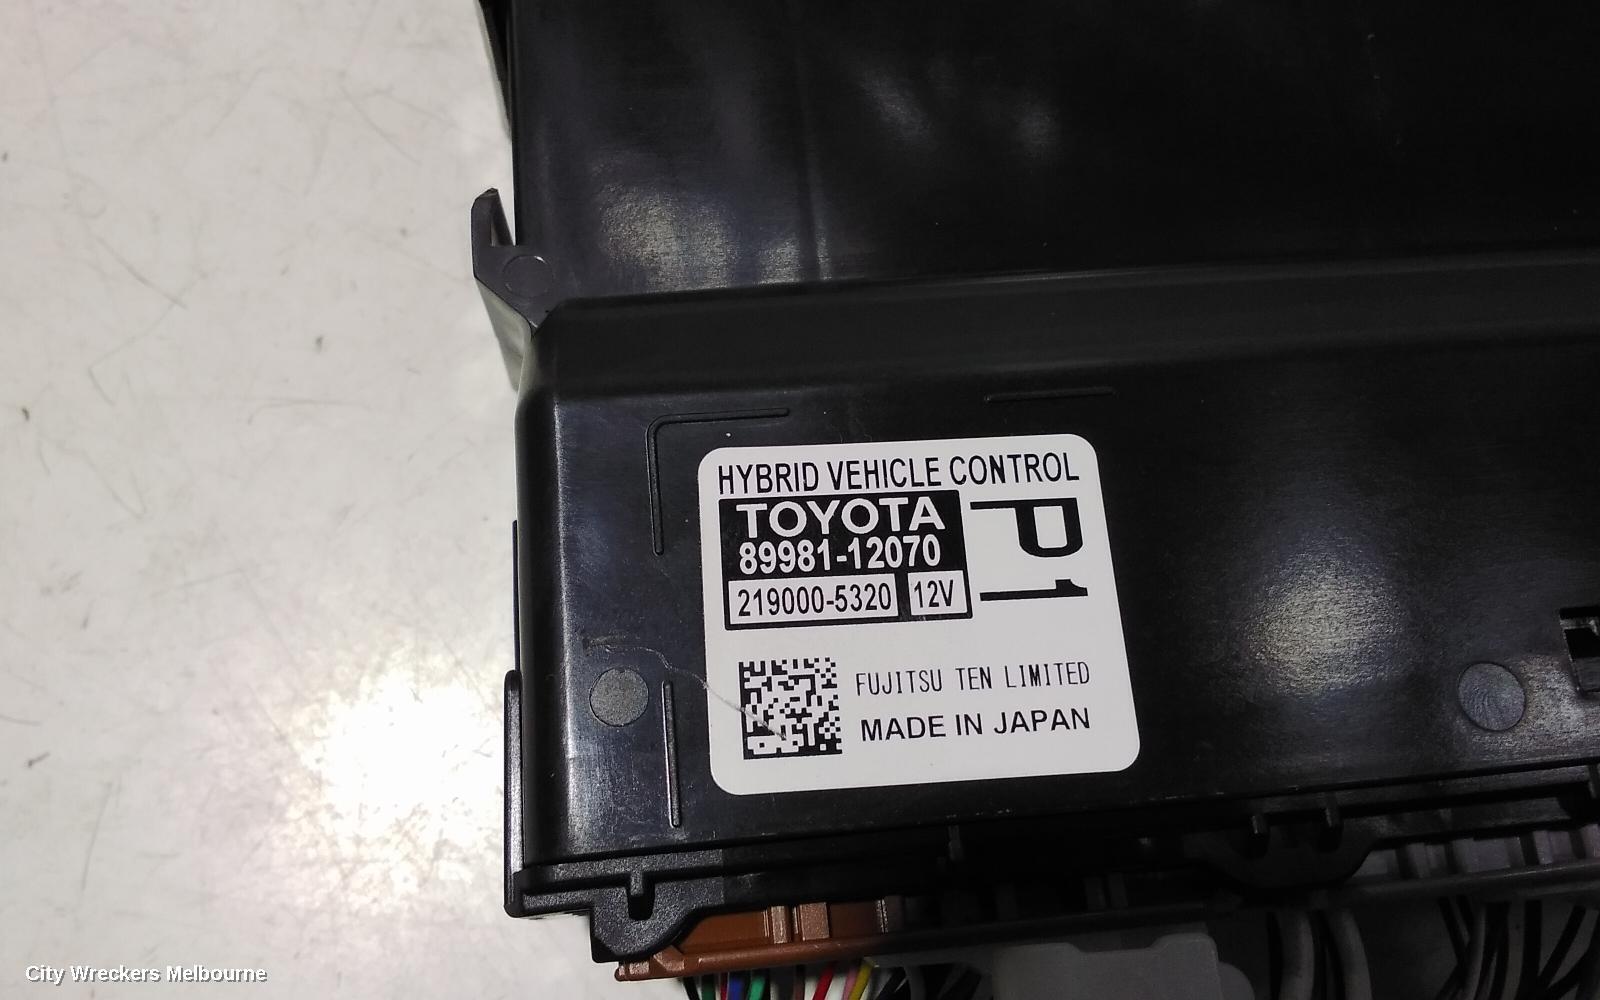 HYBRID VEHICLE CONTROL
TOYOTA
89981-12070
219000-5320 12V
P1
FUJITSU TEN LIMITED
MADE IN JAPAN
City Wreckers Melbourne